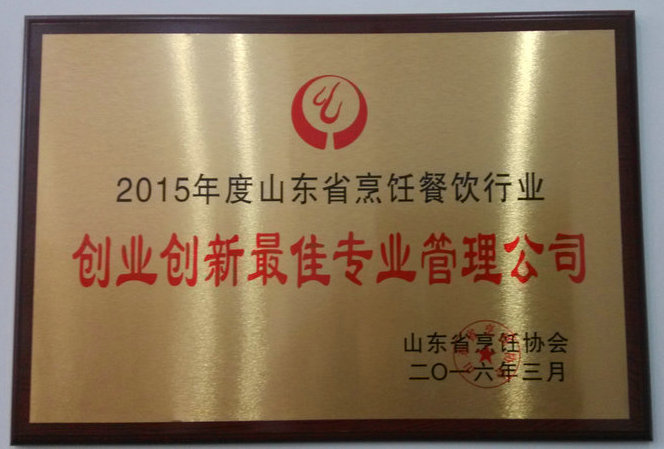 2015年度山东省烹饪餐饮行业
创业创新最佳专业管理公司
山东省烹饪协会
二〇一六年三月